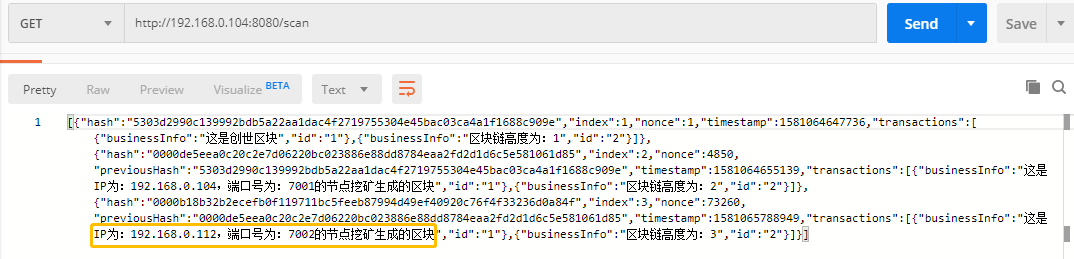 GET http://192.168.0.104:8080/scan Send Save
Pretty Raw Preview Visualize BETA Text
1 [{"hash":"5303d2990c139992bdb5a22aa1dac4f2719755304e45bac03ca4a1f1688c909e","index":1,"nonce":1,"timestamp":1581064647736,"transactions":[
{"businessInfo":"这是创世区块","id":"1"},{"businessInfo":"区块链高度为：1","id":"2"}]},
{"hash":"0000de5eea0c20c2e7d06220bc023886e88dd8784eaa2fd2d1d6c5e581061d85","index":2,"nonce":4850,
"previousHash":"5303d2990c139992bdb5a22aa1dac4f2719755304e45bac03ca4a1f1688c909e","timestamp":1581064655139,"transactions":[{"businessInfo":"这是
IP为：192.168.0.104，端口号为：7001的节点挖矿生成的区块","id":"1"},{"businessInfo":"区块链高度为：2","id":"2"}]},
{"hash":"0000b18b32b2ecefb0f119711bc5feeb87994d49ef40920c76f4f33236d0a84f","index":3,"nonce":73260,
"previousHash":"0000de5eea0c20c2e7d06220bc023886e88dd8784eaa2fd2d1d6c5e581061d85","timestamp":1581065788949,"transactions":[{"businessInfo":"这是
IP为：192.168.0.112，端口号为：7002的节点挖矿生成的区块","id":"1"},{"businessInfo":"区块链高度为：3","id":"2"}]}]